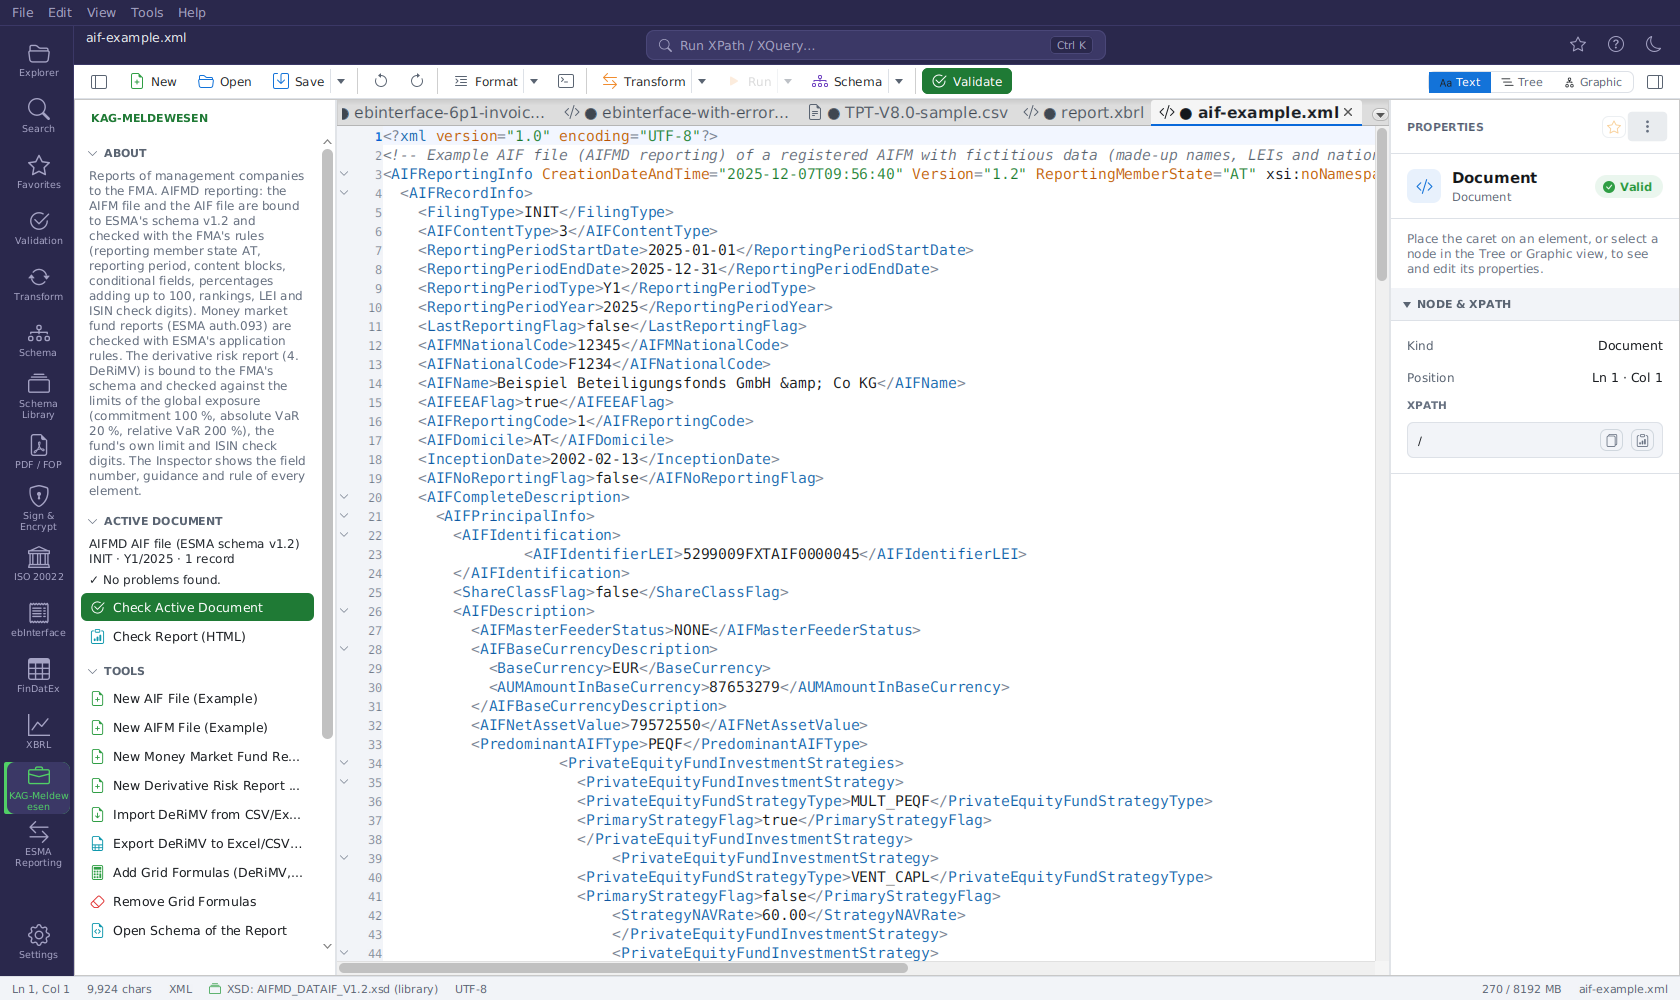 File Edit View Tools Help
aif-example.xml
Run XPath / XQuery... Ctrl K
New Open Save Format Transform Run Schema Validate Aa Text Tree Graphic
Explorer
Search
Favorites
Validation
Transform
Schema
Schema
Library
PDF / FOP
Sign &
Encrypt
ISO 20022
ebInterface
FinDatEx
XBRL
KAG-Meldew
esen
ESMA
Reporting
Settings
KAG-MELDEWESEN
ABOUT
Reports of management companies
to the FMA. AIFMD reporting: the
AIFM file and the AIF file are bound
to ESMA's schema v1.2 and
checked with the FMA's rules
(reporting member state AT,
reporting period, content blocks,
conditional fields, percentages
adding up to 100, rankings, LEI and
ISIN check digits). Money market
fund reports (ESMA auth.093) are
checked with ESMA's application
rules. The derivative risk report (4.
DeRiMV) is bound to the FMA's
schema and checked against the
limits of the global exposure
(commitment 100 %, absolute VaR
20 %, relative VaR 200 %), the
fund's own limit and ISIN check
digits. The Inspector shows the field
number, guidance and rule of every
element.
ACTIVE DOCUMENT
AIFMD AIF file (ESMA schema v1.2)
INIT · Y1/2025 · 1 record
✓ No problems found.
Check Active Document
Check Report (HTML)
TOOLS
New AIF File (Example)
New AIFM File (Example)
New Money Market Fund Re...
New Derivative Risk Report ...
Import DeRiMV from CSV/Ex...
Export DeRiMV to Excel/CSV...
Add Grid Formulas (DeRiMV,...
Remove Grid Formulas
Open Schema of the Report
ebinterface-6p1-invoic... </> ● ebinterface-with-error... ● TPT-V8.0-sample.csv </> ● report.xbrl </> ● aif-example.xml ×
1 <?xml version="1.0" encoding="UTF-8"?>
2 <!-- Example AIF file (AIFMD reporting) of a registered AIFM with fictitious data (made-up names, LEIs and nation
3 <AIFReportingInfo CreationDateAndTime="2025-12-07T09:56:40" Version="1.2" ReportingMemberState="AT" xsi:noNamespa
4 <AIFRecordInfo>
5 <FilingType>INIT</FilingType>
6 <AIFContentType>3</AIFContentType>
7 <ReportingPeriodStartDate>2025-01-01</ReportingPeriodStartDate>
8 <ReportingPeriodEndDate>2025-12-31</ReportingPeriodEndDate>
9 <ReportingPeriodType>Y1</ReportingPeriodType>
10 <ReportingPeriodYear>2025</ReportingPeriodYear>
11 <LastReportingFlag>false</LastReportingFlag>
12 <AIFMNationalCode>12345</AIFMNationalCode>
13 <AIFNationalCode>F1234</AIFNationalCode>
14 <AIFName>Beispiel Beteiligungsfonds GmbH &amp; Co KG</AIFName>
15 <AIFEEAFlag>true</AIFEEAFlag>
16 <AIFReportingCode>1</AIFReportingCode>
17 <AIFDomicile>AT</AIFDomicile>
18 <InceptionDate>2002-02-13</InceptionDate>
19 <AIFNoReportingFlag>false</AIFNoReportingFlag>
20 <AIFCompleteDescription>
21 <AIFPrincipalInfo>
22 <AIFIdentification>
23 <AIFIdentifierLEI>5299009FXTAIF0000045</AIFIdentifierLEI>
24 </AIFIdentification>
25 <ShareClassFlag>false</ShareClassFlag>
26 <AIFDescription>
27 <AIFMasterFeederStatus>NONE</AIFMasterFeederStatus>
28 <AIFBaseCurrencyDescription>
29 <BaseCurrency>EUR</BaseCurrency>
30 <AUMAmountInBaseCurrency>87653279</AUMAmountInBaseCurrency>
31 </AIFBaseCurrencyDescription>
32 <AIFNetAssetValue>79572550</AIFNetAssetValue>
33 <PredominantAIFType>PEQF</PredominantAIFType>
34 <PrivateEquityFundInvestmentStrategies>
35 <PrivateEquityFundInvestmentStrategy>
36 <PrivateEquityFundStrategyType>MULT_PEQF</PrivateEquityFundStrategyType>
37 <PrimaryStrategyFlag>true</PrimaryStrategyFlag>
38 </PrivateEquityFundInvestmentStrategy>
39 <PrivateEquityFundInvestmentStrategy>
40 <PrivateEquityFundStrategyType>VENT_CAPL</PrivateEquityFundStrategyType>
41 <PrimaryStrategyFlag>false</PrimaryStrategyFlag>
42 <StrategyNAVRate>60.00</StrategyNAVRate>
43 </PrivateEquityFundInvestmentStrategy>
44 <PrivateEquityFundInvestmentStrategy>
PROPERTIES
</> Document
Document
Valid
Place the caret on an element, or select a
node in the Tree or Graphic view, to see
and edit its properties.
NODE & XPATH
Kind Document
Position Ln 1 · Col 1
XPATH
/
Ln 1, Col 1 9,924 chars XML XSD: AIFMD_DATAIF_V1.2.xsd (library) UTF-8 270 / 8192 MB aif-example.xml